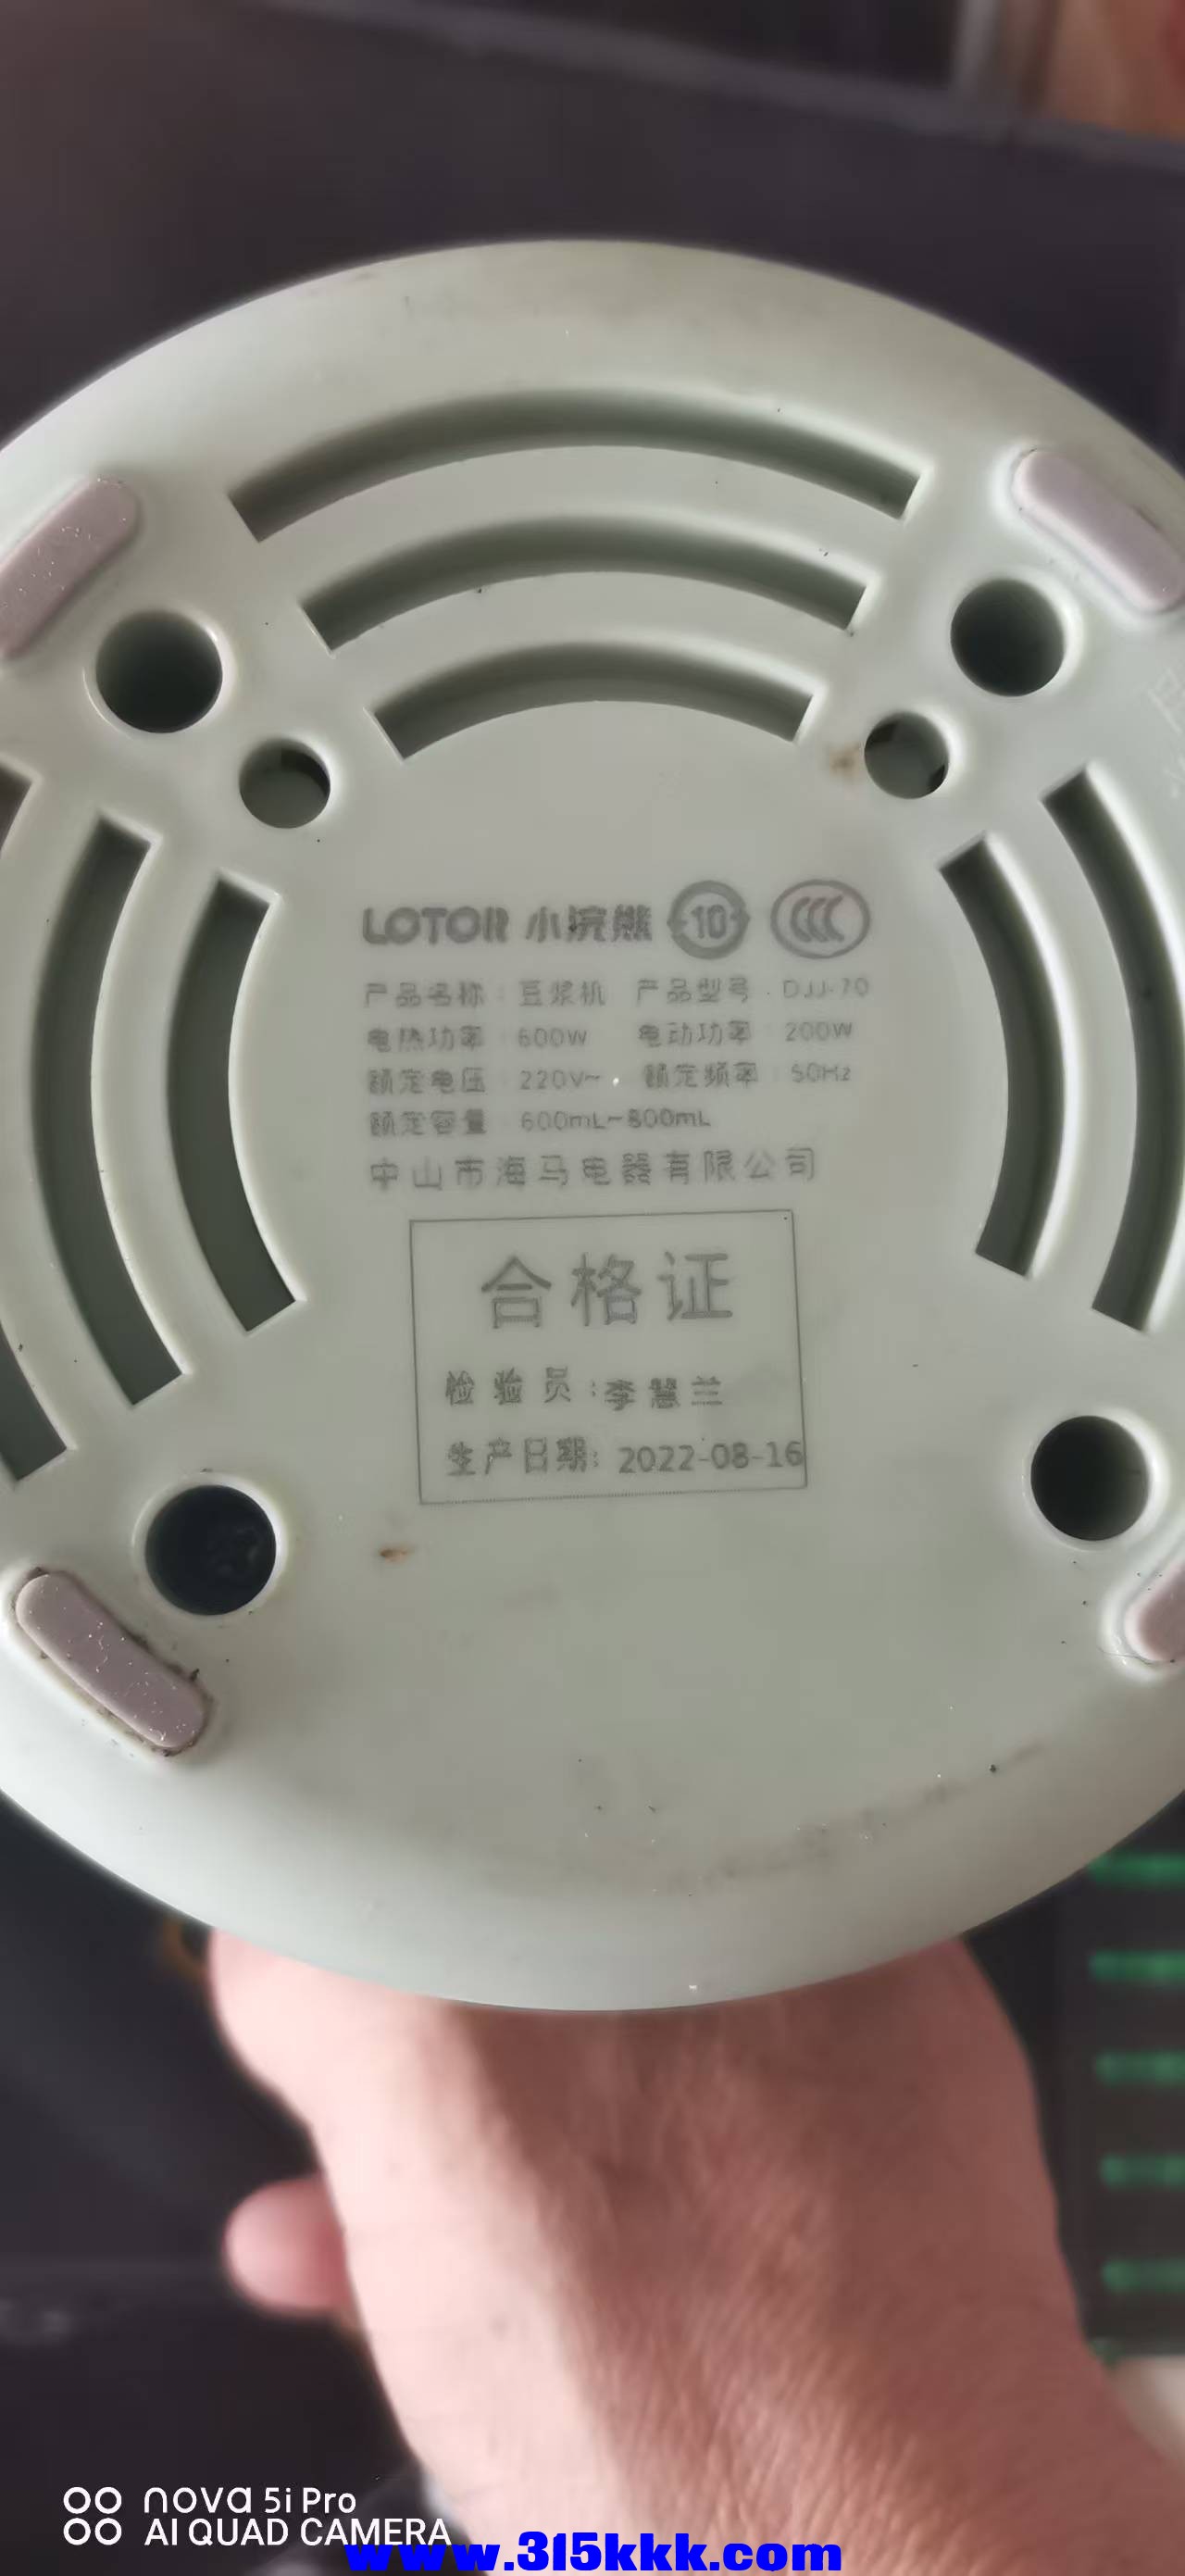 LOTOR 小浣熊 10 CCC
产品名称:豆浆机 产品型号:DJJ-70
电热功率:600W 电动功率:200W
额定电压:220V~ 额定频率:50Hz
额定容量:600mL~800mL
中山市海马电器有限公司
合格证
检验员:李慧兰
生产日期:2022-08-16
nova 5i Pro
AI QUAD CAMERA
www.315kkk.com